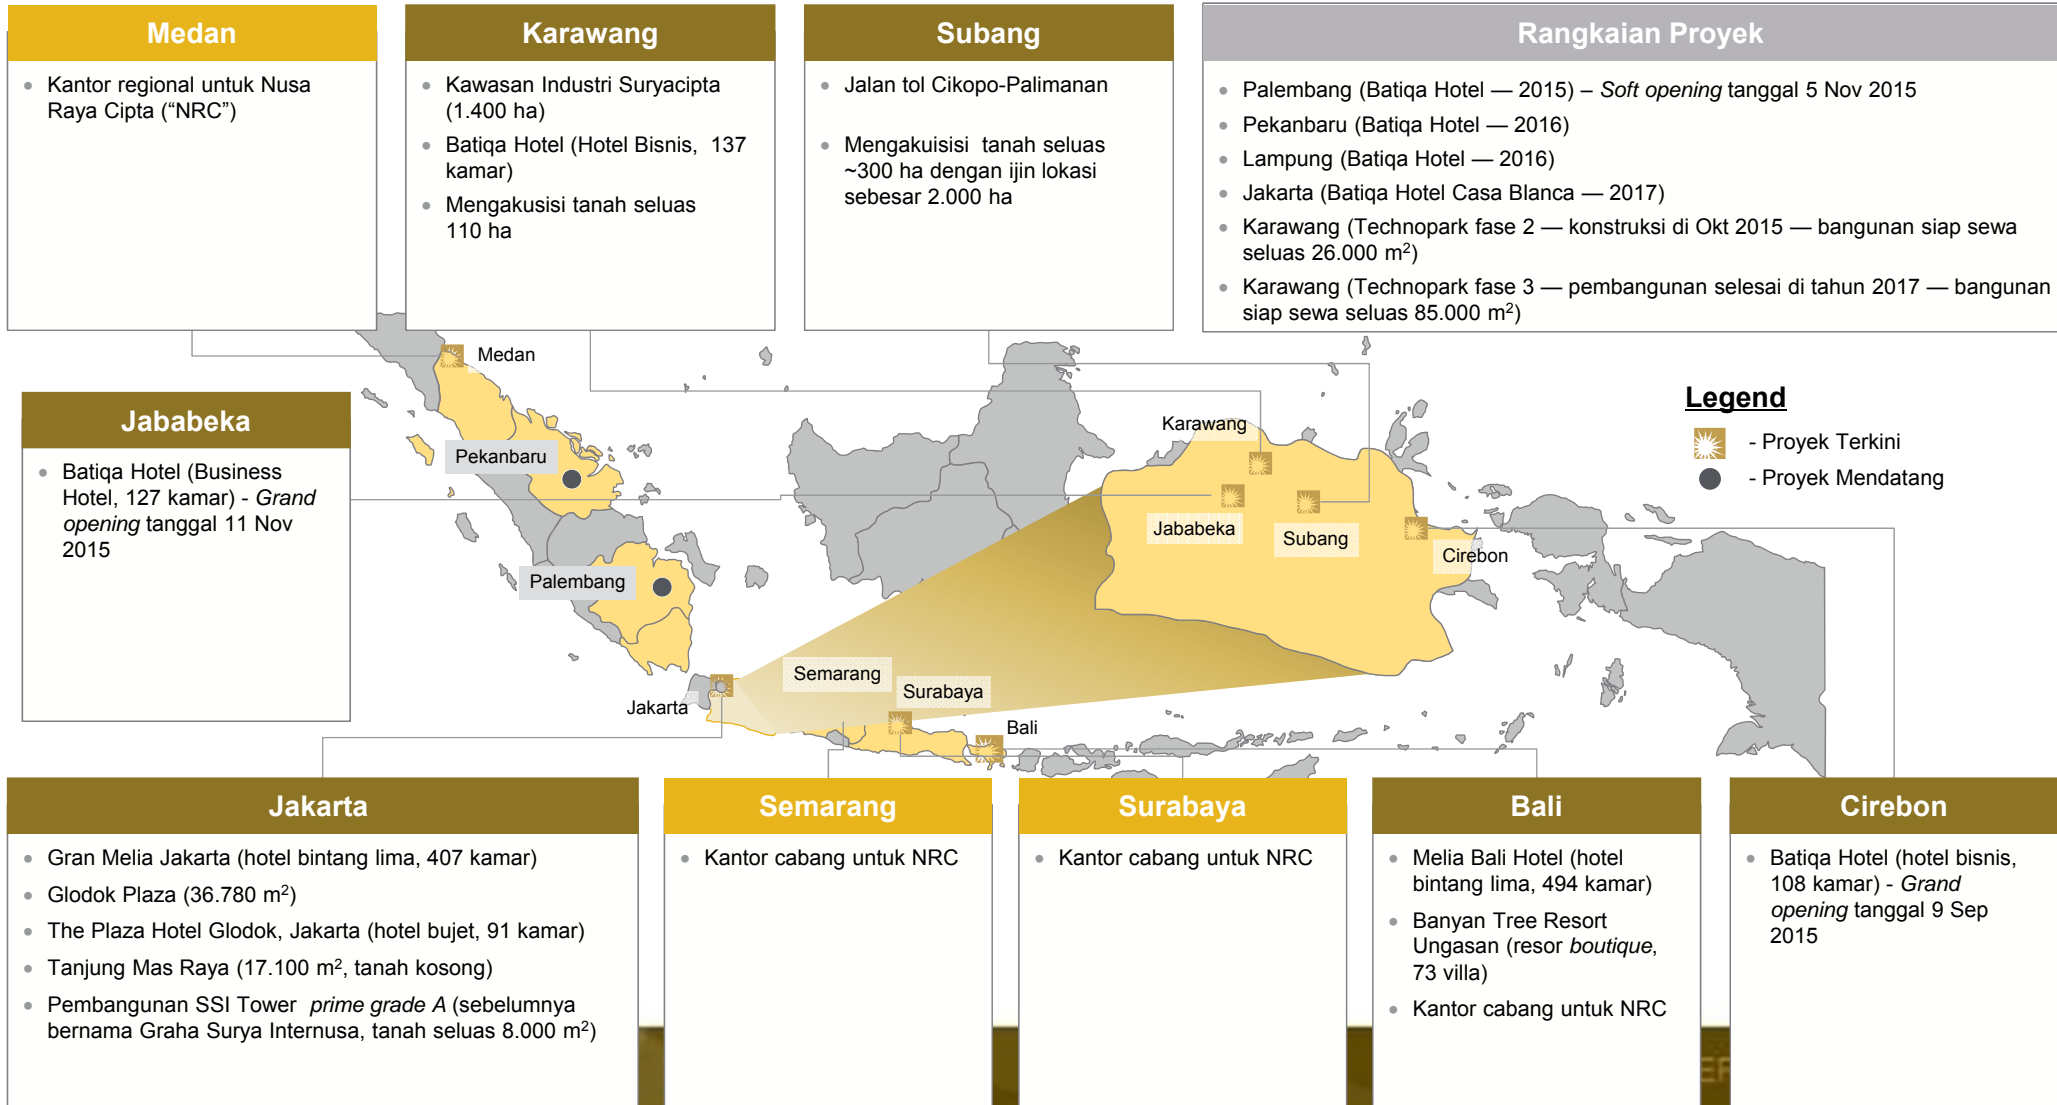 Medan
Kantor regional untuk Nusa
Raya Cipta (“NRC”)
Karawang
Kawasan Industri Suryacipta
(1.400 ha)
Batiqa Hotel (Hotel Bisnis, 137
kamar)
Mengakusisi tanah seluas
110 ha
Subang
Jalan tol Cikopo-Palimanan
Mengakuisisi tanah seluas
~300 ha dengan ijin lokasi
sebesar 2.000 ha
Rangkaian Proyek
Palembang (Batiqa Hotel — 2015) – Soft opening tanggal 5 Nov 2015
Pekanbaru (Batiqa Hotel — 2016)
Lampung (Batiqa Hotel — 2016)
Jakarta (Batiqa Hotel Casa Blanca — 2017)
Karawang (Technopark fase 2 — konstruksi di Okt 2015 — bangunan siap sewa
seluas 26.000 m²)
Karawang (Technopark fase 3 — pembangunan selesai di tahun 2017 — bangunan
siap sewa seluas 85.000 m²)
Jababeka
Batiqa Hotel (Business
Hotel, 127 kamar) - Grand
opening tanggal 11 Nov
2015
Medan
Pekanbaru
Palembang
Jakarta
Semarang
Surabaya
Bali
Karawang
Jababeka
Subang
Cirebon
Legend
- Proyek Terkini
- Proyek Mendatang
Jakarta
Gran Melia Jakarta (hotel bintang lima, 407 kamar)
Glodok Plaza (36.780 m²)
The Plaza Hotel Glodok, Jakarta (hotel bujet, 91 kamar)
Tanjung Mas Raya (17.100 m², tanah kosong)
Pembangunan SSI Tower prime grade A (sebelumnya
bernama Graha Surya Internusa, tanah seluas 8.000 m²)
Semarang
Kantor cabang untuk NRC
Surabaya
Kantor cabang untuk NRC
Bali
Melia Bali Hotel (hotel
bintang lima, 494 kamar)
Banyan Tree Resort
Ungasan (resor boutique,
73 villa)
Kantor cabang untuk NRC
Cirebon
Batiqa Hotel (hotel bisnis,
108 kamar) - Grand
opening tanggal 9 Sep
2015